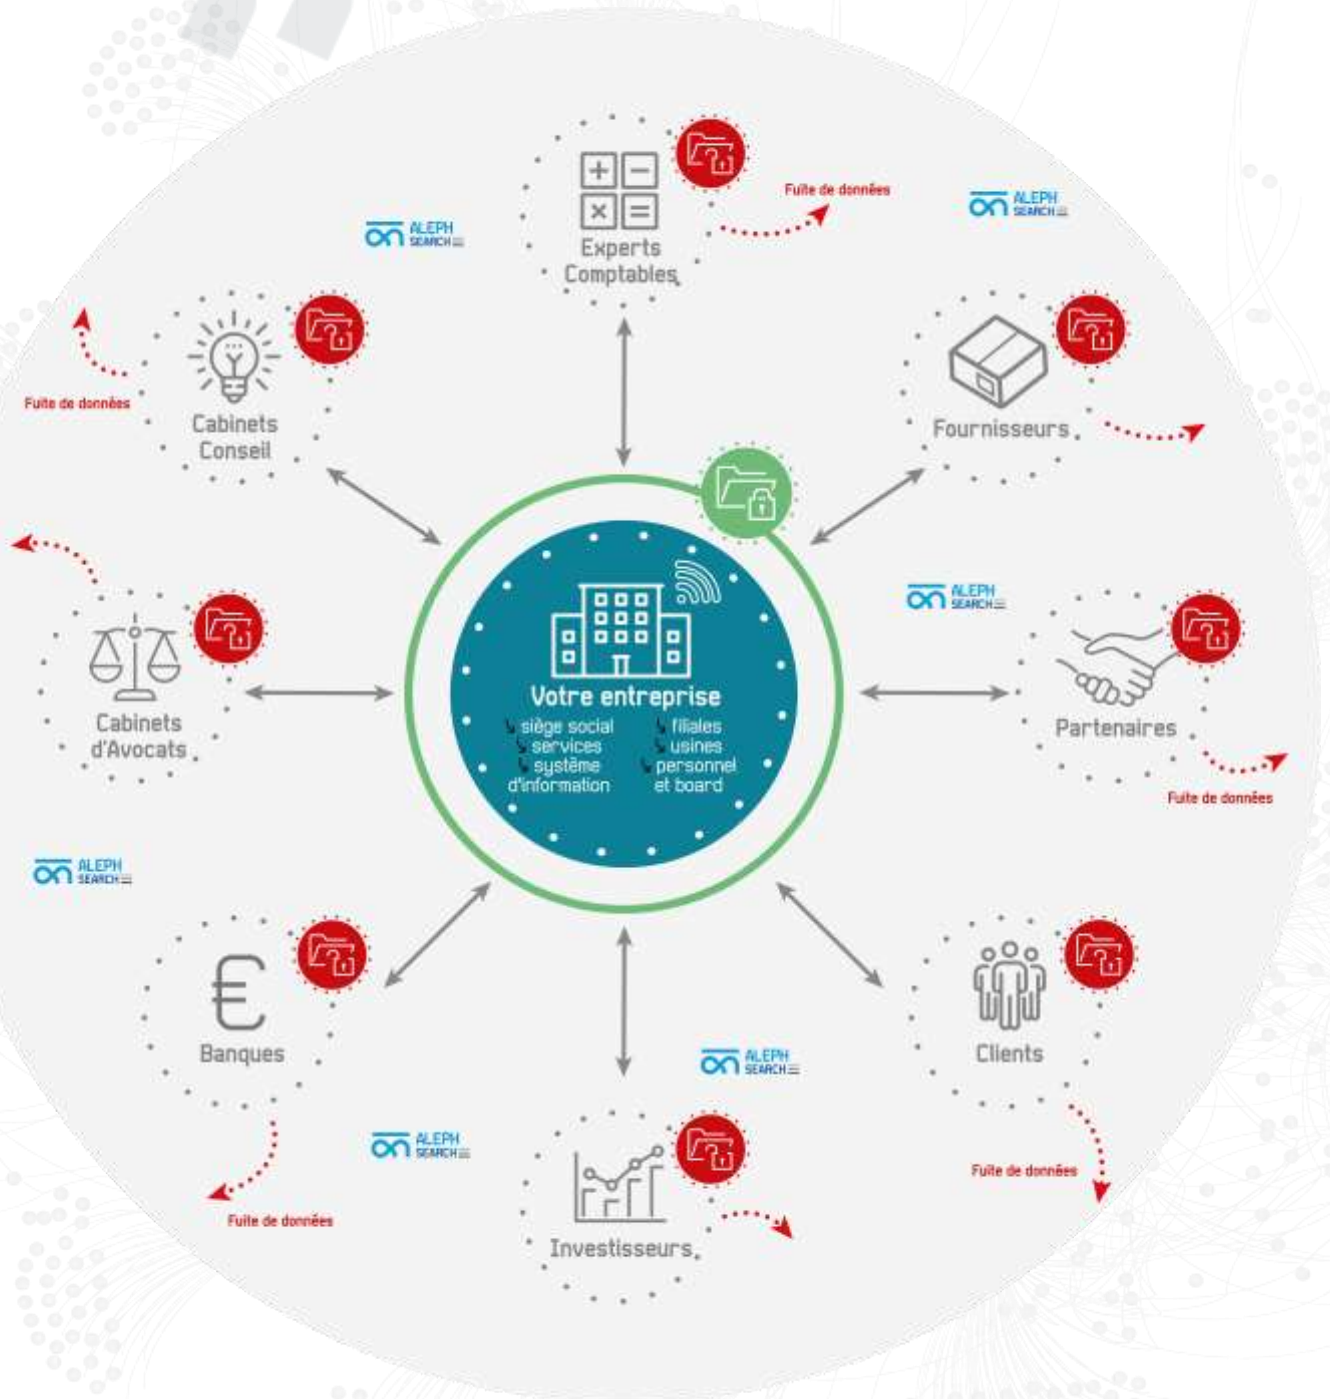 Fuite de données
ALEPH
SEARCH
ALEPH
SEARCH
Experts
Comptables
Fuite de données
Cabinets
Conseil
Fournisseurs
Votre entreprise
siège social
services
système
d'information
filiales
usines
personnel
et board
ALEPH
SEARCH
Cabinets
d'Avocats
Partenaires
Fuite de données
ALEPH
SEARCH
Banques
Clients
ALEPH
SEARCH
ALEPH
SEARCH
Fuite de données
Fuite de données
Investisseurs